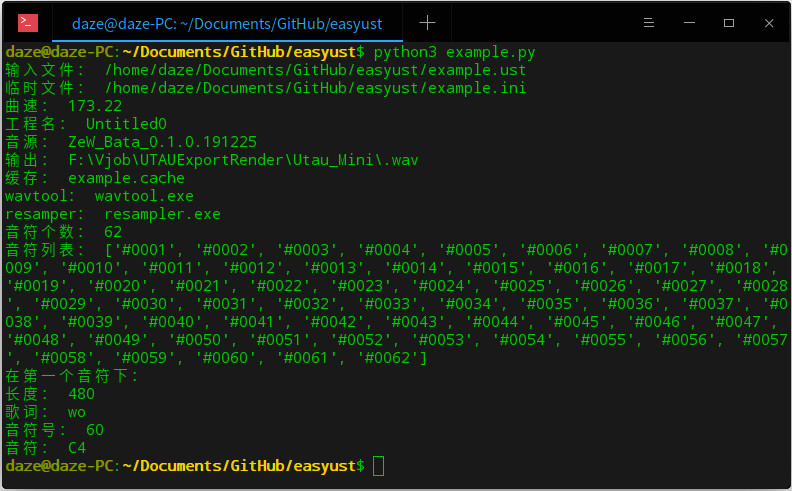 daze@daze-PC: ~/Documents/GitHub/easyust
daze@daze-PC:~/Documents/GitHub/easyust$ python3 example.py
输入文件： /home/daze/Documents/GitHub/easyust/example.ust
临时文件： /home/daze/Documents/GitHub/easyust/example.ini
曲速： 173.22
工程名： Untitled0
音源： ZeW_Bata_0.1.0.191225
输出： F:\Vjob\UTAUExportRender\Utau_Mini\.wav
缓存： example.cache
wavtool： wavtool.exe
resamper： resampler.exe
音符个数： 62
音符列表： ['#0001', '#0002', '#0003', '#0004', '#0005', '#0006', '#0007', '#0008', '#0
009', '#0010', '#0011', '#0012', '#0013', '#0014', '#0015', '#0016', '#0017', '#0018',
'#0019', '#0020', '#0021', '#0022', '#0023', '#0024', '#0025', '#0026', '#0027', '#0028
', '#0029', '#0030', '#0031', '#0032', '#0033', '#0034', '#0035', '#0036', '#0037', '#0
038', '#0039', '#0040', '#0041', '#0042', '#0043', '#0044', '#0045', '#0046', '#0047',
'#0048', '#0049', '#0050', '#0051', '#0052', '#0053', '#0054', '#0055', '#0056', '#0057
', '#0058', '#0059', '#0060', '#0061', '#0062']
在第一个音符下：
长度： 480
歌词： wo
音符号： 60
音符： C4
daze@daze-PC:~/Documents/GitHub/easyust$